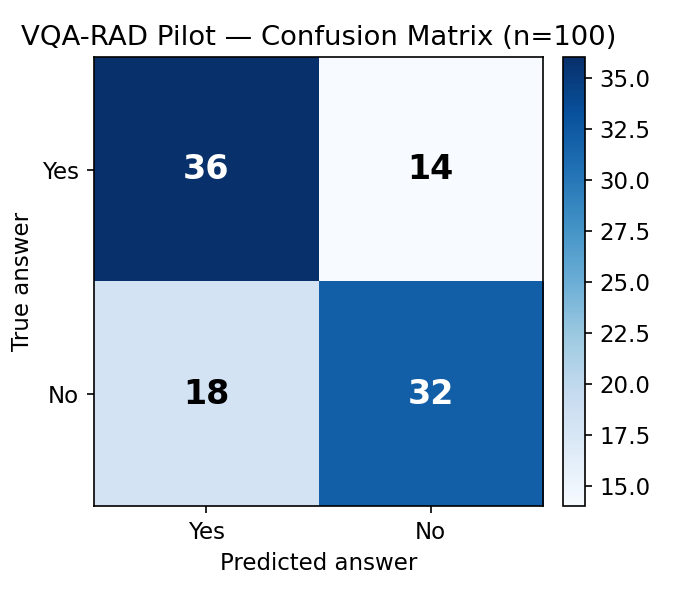 VQA-RAD Pilot — Confusion Matrix (n=100)
True answer
Yes
No
36
14
18
32
Yes
No
Predicted answer
35.0
32.5
30.0
27.5
25.0
22.5
20.0
17.5
15.0